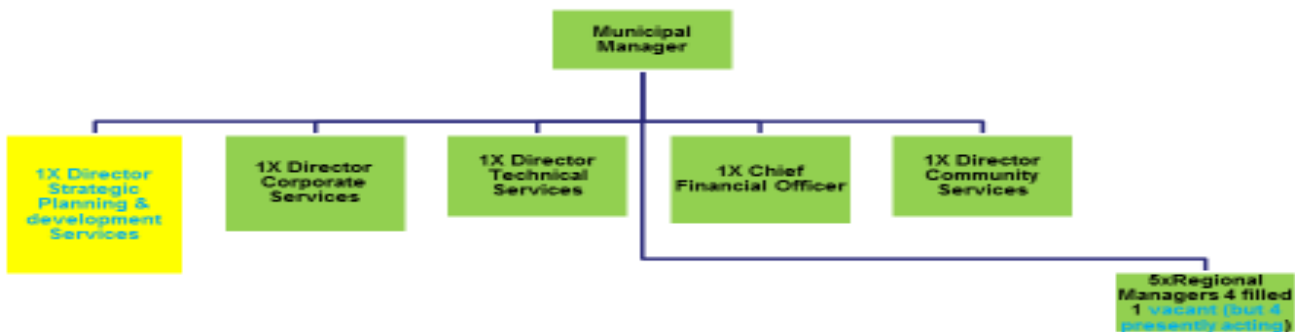 Municipal
Manager
1X Director
Strategic
Planning &
development
Services
1X Director
Corporate
Services
1X Director
Technical
Services
1X Chief
Financial Officer
1X Director
Community
Services
5xRegional
Managers 4 filled
1 vacant (but 4
presently acting)